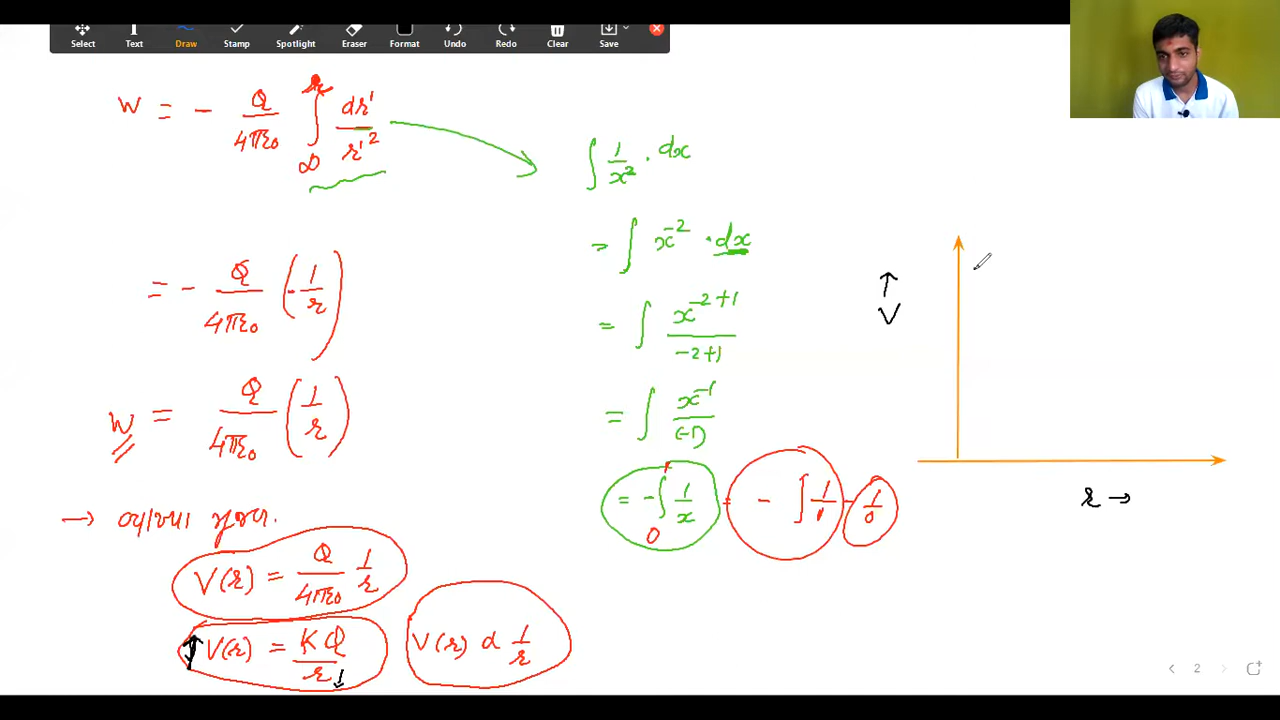 Select Text Draw Stamp Spotlight Eraser Format Undo Redo Clear Save
W = - Q/4πε₀ ∫_∞^r dr'/r'²
= - Q/4πε₀ (-1/r)
W = Q/4πε₀ (1/r)
V(r) = Q/4πε₀ 1/r
V(r) = KQ/r
V(r) α 1/r
∫ 1/x² · dx
= ∫ x⁻² · dx
= ∫ x⁻²⁺¹/-2+1
= ∫ x⁻¹/(-1)
= - ∫ 1/x
↑
V
r →
2